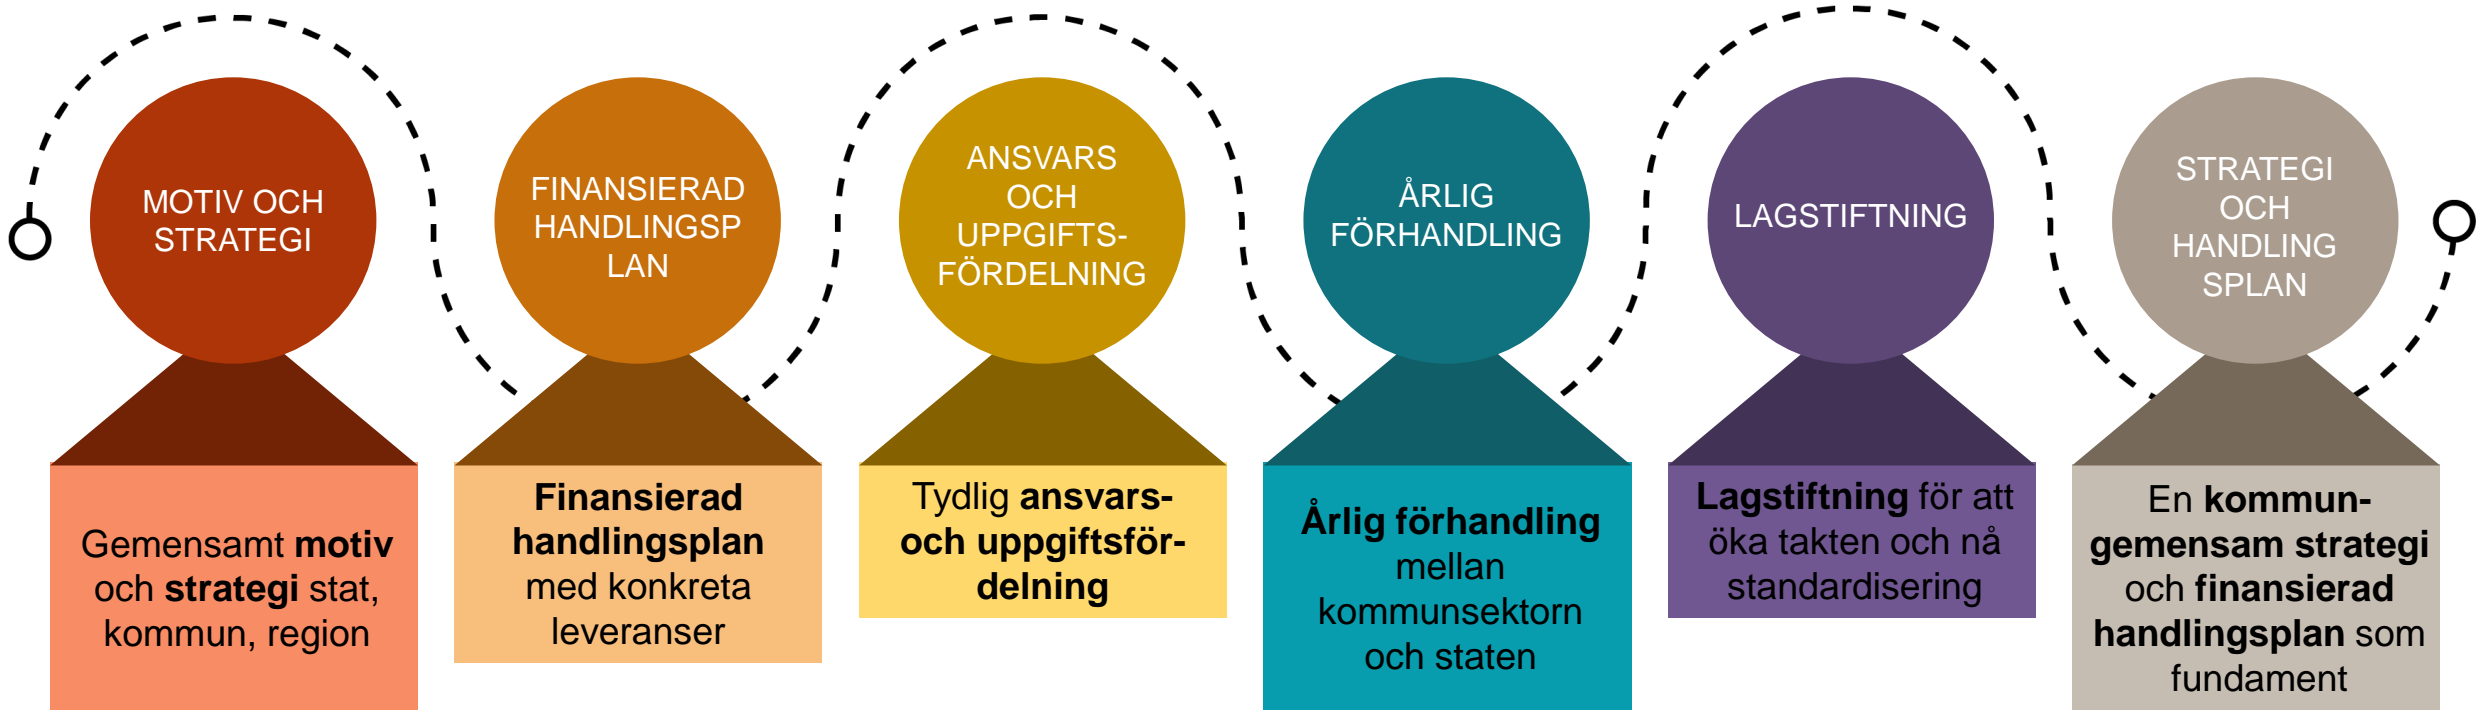 MOTIV OCH
STRATEGI
FINANSIERAD
HANDLINGSP
LAN
ANSVARS
OCH
UPPGIFTS-
FÖRDELNING
ÅRLIG
FÖRHANDLING
LAGSTIFTNING
STRATEGI
OCH
HANDLING
SPLAN
Gemensamt motiv
och strategi stat,
kommun, region
Finansierad
handlingsplan
med konkreta
leveranser
Tydlig ansvars-
och uppgiftsför-
delning
Årlig förhandling
mellan
kommunsektorn
och staten
Lagstiftning för att
öka takten och nå
standardisering
En kommun-
gemensam strategi
och finansierad
handlingsplan som
fundament